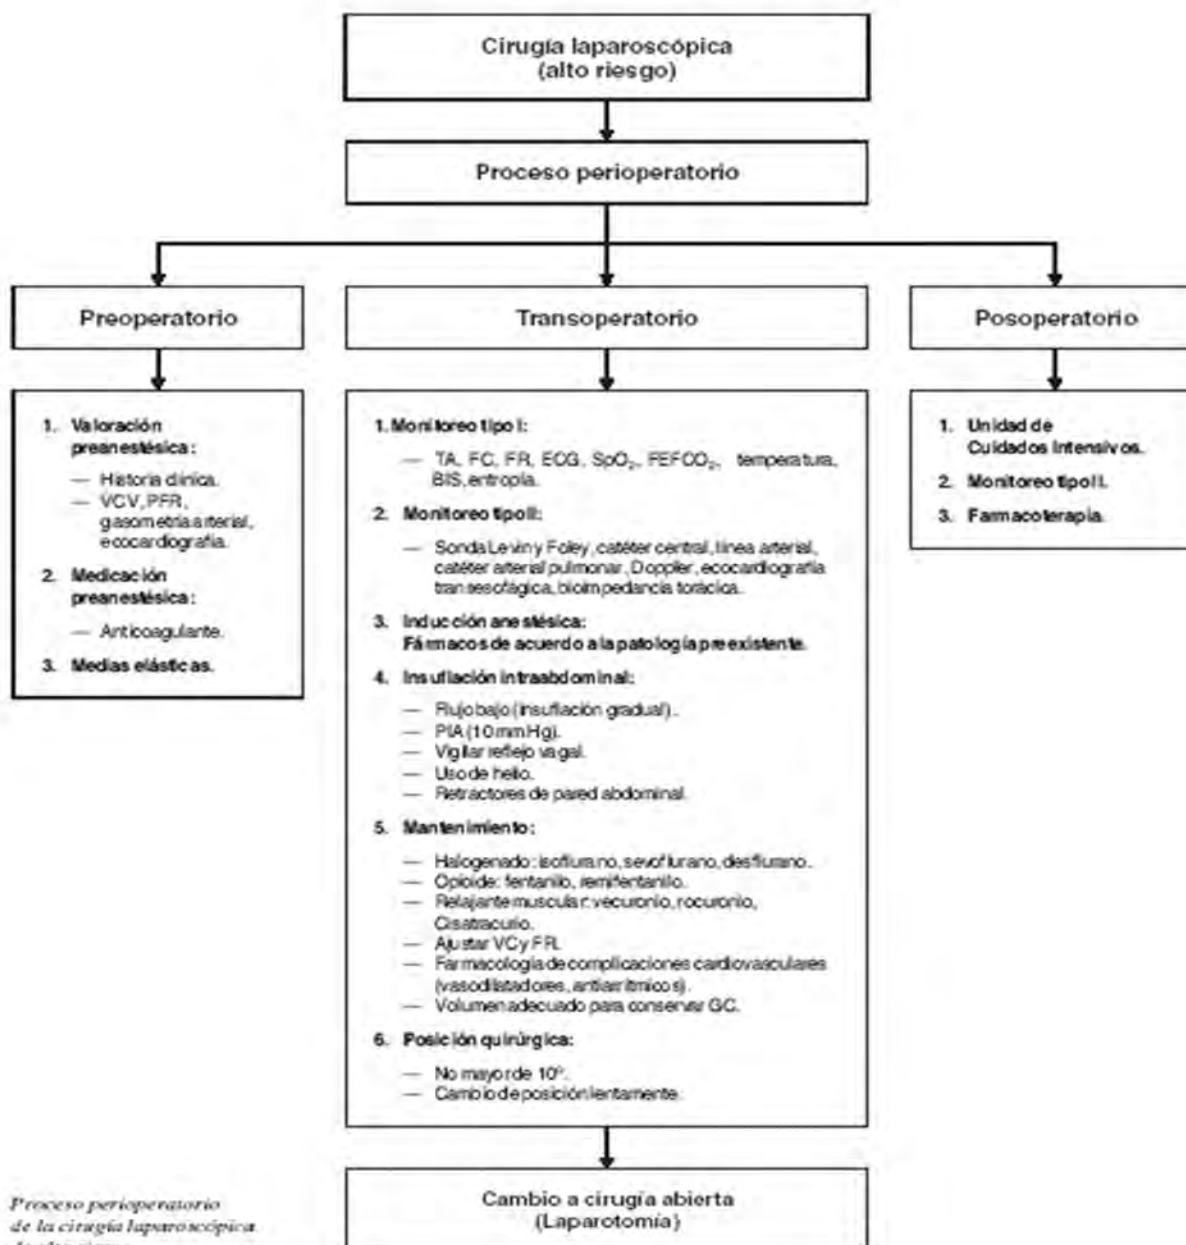 Cirugía laparoscópica
(alto riesgo)
Proceso perioperatorio
Preoperatorio
1. Valoración
preanestésica:
— Historia clínica.
— VCV, PFR,
gasometría arterial,
ecocardiografía.
2. Medicación
preanestésica:
— Anticoagulante.
3. Medias elásticas.
Transoperatorio
1. Monitoreo tipo I:
— TA, FC, FR, ECG, SpO₂, FEFCO₂, temperatura,
BIS, entropía.
2. Monitoreo tipo II:
— Sonda Levin y Foley, catéter central, línea arterial,
catéter arterial pulmonar, Doppler, ecocardiografía
transesofágica, bioimpedancia torácica.
3. Inducción anestésica:
Fármacos de acuerdo a la patología preexistente.
4. Insuflación intraabdominal:
— Flujo bajo (insuflación gradual).
— PIA (10 mm Hg).
— Vigilar reflejo vagal.
— Uso de helio.
— Retractores de pared abdominal.
5. Mantenimiento:
— Halogenado: isoflurano, sevoflurano, desflurano.
— Opioide: fentanilo, remifentanilo.
— Relajante muscular: vecuronio, rocuronio,
Cisatracurio.
— Ajustar VC y FR.
— Farmacología de complicaciones cardiovasculares
(vasodilatadores, antiarrítmicos).
— Volumen adecuado para conservar GC.
6. Posición quirúrgica:
— No mayor de 10º.
— Cambio de posición lentamente.
Posoperatorio
1. Unidad de
Cuidados Intensivos.
2. Monitoreo tipo II.
3. Farmacoterapia.
Cambio a cirugía abierta
(Laparotomía)
Proceso perioperatorio
de la cirugía laparoscópica